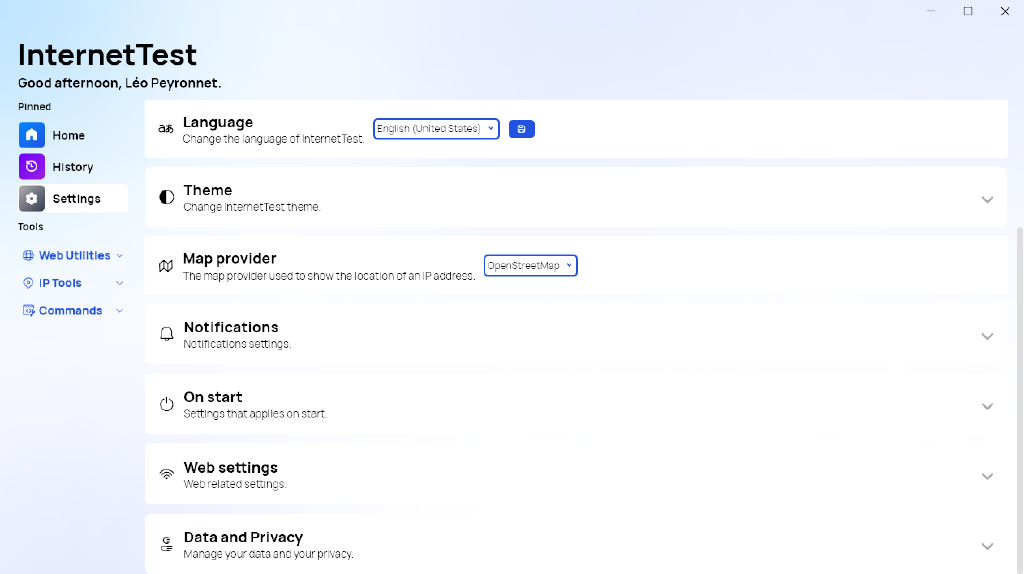 InternetTest
Good afternoon, Léo Peyronnet.
Pinned
Home
History
Settings
Tools
Web Utilities
IP Tools
Commands
Language
Change the language of InternetTest.
English (United States)
Theme
Change InternetTest theme.
Map provider
The map provider used to show the location of an IP address.
OpenStreetMap
Notifications
Notifications settings.
On start
Settings that applies on start.
Web settings
Web related settings.
Data and Privacy
Manage your data and your privacy.